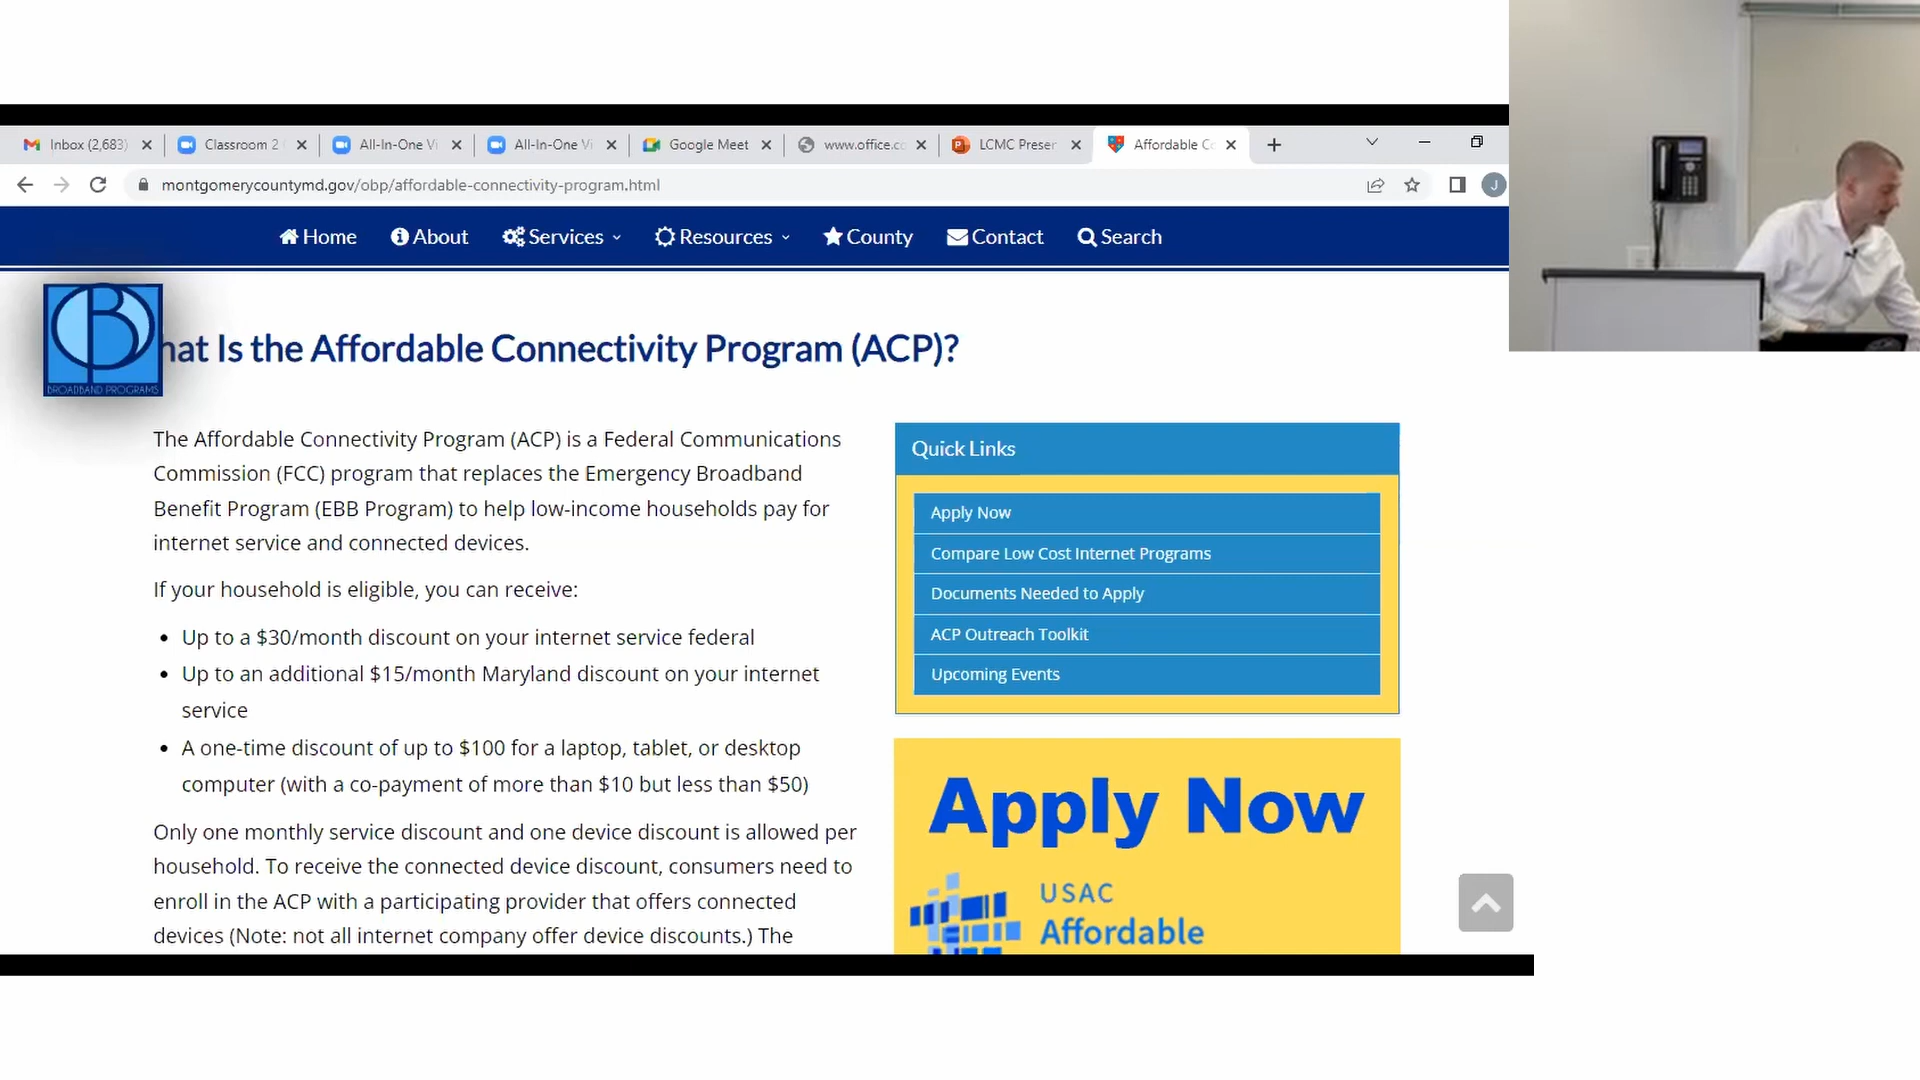 Inbox (2,683)
Classroom 2
All-In-One Vi
All-In-One Vi
Google Meet
www.office.c
LCMC Preser
Affordable C
montgomerycountymd.gov/obp/affordable-connectivity-program.html
J
Home
About
Services
Resources
County
Contact
Search
BROADBAND PROGRAMS
hat Is the Affordable Connectivity Program (ACP)?
The Affordable Connectivity Program (ACP) is a Federal Communications
Commission (FCC) program that replaces the Emergency Broadband
Benefit Program (EBB Program) to help low-income households pay for
internet service and connected devices.
If your household is eligible, you can receive:
• Up to a $30/month discount on your internet service federal
• Up to an additional $15/month Maryland discount on your internet
service
• A one-time discount of up to $100 for a laptop, tablet, or desktop
computer (with a co-payment of more than $10 but less than $50)
Only one monthly service discount and one device discount is allowed per
household. To receive the connected device discount, consumers need to
enroll in the ACP with a participating provider that offers connected
devices (Note: not all internet company offer device discounts.) The
Quick Links
Apply Now
Compare Low Cost Internet Programs
Documents Needed to Apply
ACP Outreach Toolkit
Upcoming Events
Apply Now
USAC
Affordable